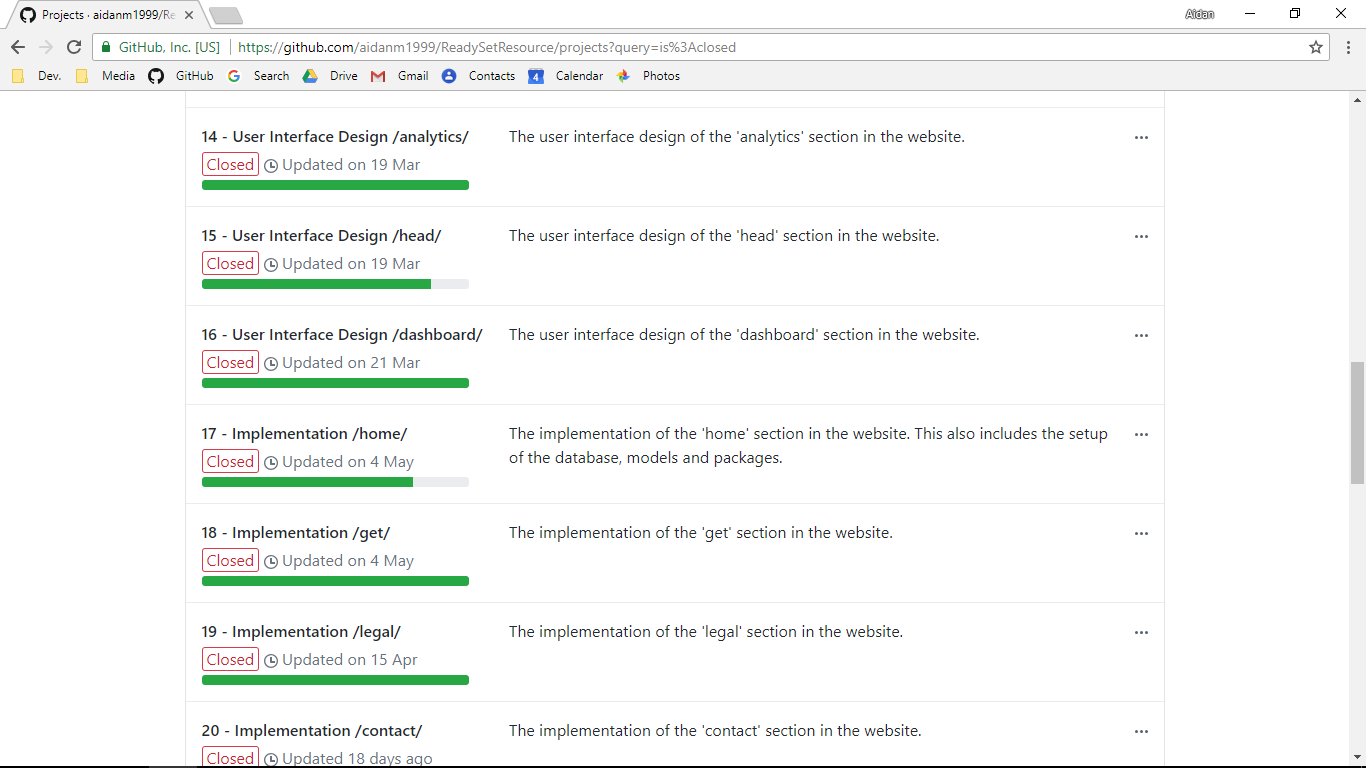 Projects · aidanm1999/Re
Aidan
GitHub, Inc. [US] https://github.com/aidanm1999/ReadySetResource/projects?query=is%3Aclosed
Dev. Media GitHub Search Drive Gmail Contacts 4 Calendar Photos
14 - User Interface Design /analytics/ The user interface design of the 'analytics' section in the website.
Closed Updated on 19 Mar
15 - User Interface Design /head/ The user interface design of the 'head' section in the website.
Closed Updated on 19 Mar
16 - User Interface Design /dashboard/ The user interface design of the 'dashboard' section in the website.
Closed Updated on 21 Mar
17 - Implementation /home/ The implementation of the 'home' section in the website. This also includes the setup
Closed Updated on 4 May of the database, models and packages.
18 - Implementation /get/ The implementation of the 'get' section in the website.
Closed Updated on 4 May
19 - Implementation /legal/ The implementation of the 'legal' section in the website.
Closed Updated on 15 Apr
20 - Implementation /contact/ The implementation of the 'contact' section in the website.
Closed Updated 18 days ago